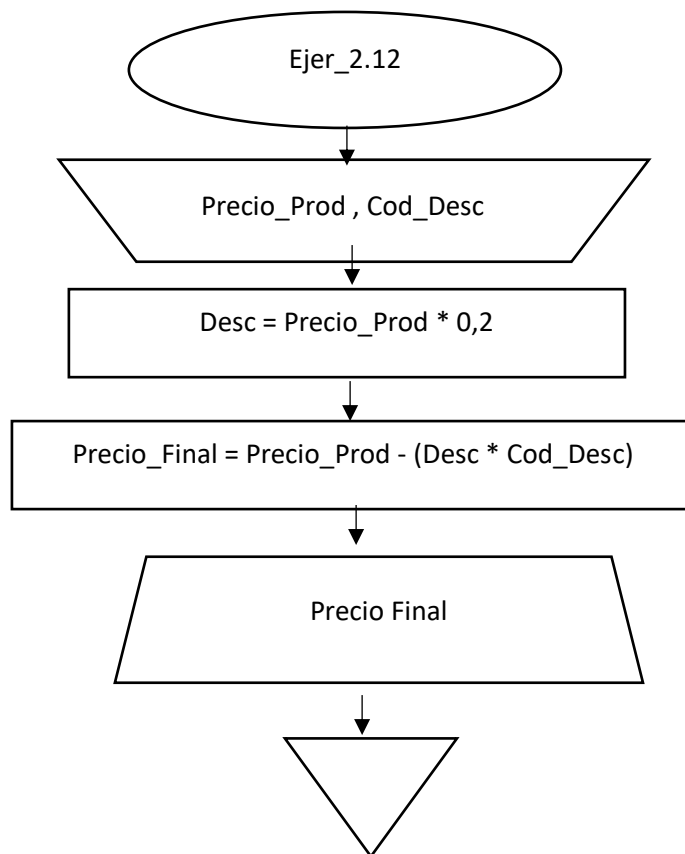 Ejer_2.12
Precio_Prod , Cod_Desc
Desc = Precio_Prod * 0,2
Precio_Final = Precio_Prod - (Desc * Cod_Desc)
Precio Final